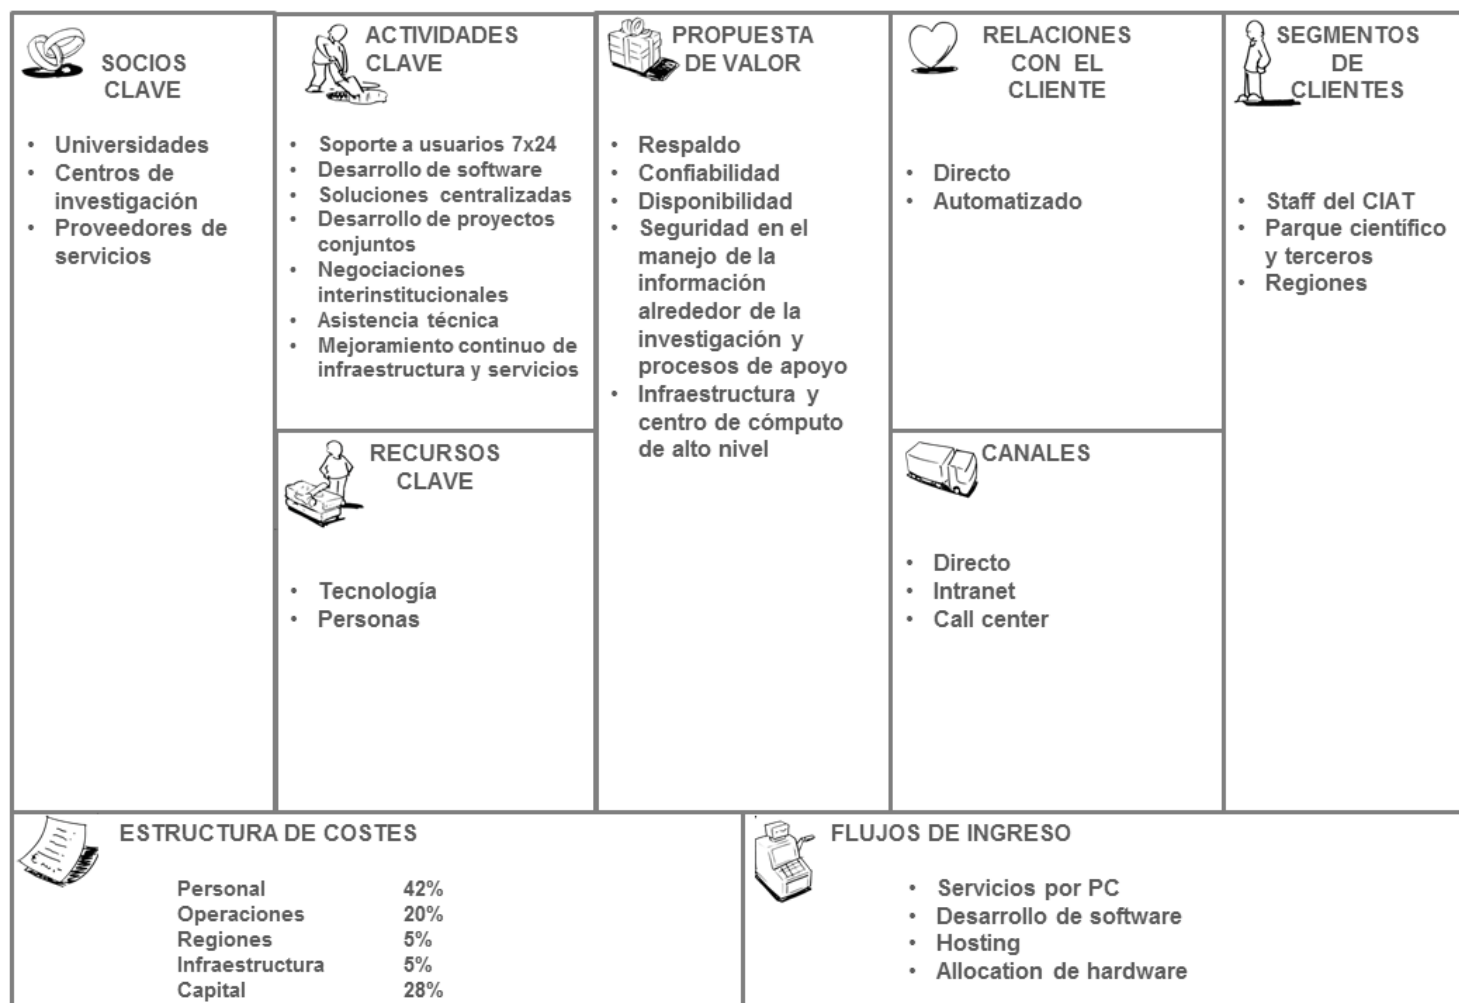 SOCIOS
CLAVE
• Universidades
• Centros de
investigación
• Proveedores de
servicios
ACTIVIDADES
CLAVE
• Soporte a usuarios 7x24
• Desarrollo de software
• Soluciones centralizadas
• Desarrollo de proyectos
conjuntos
• Negociaciones
interinstitucionales
• Asistencia técnica
• Mejoramiento continuo de
infraestructura y servicios
RECURSOS
CLAVE
• Tecnología
• Personas
PROPUESTA
DE VALOR
• Respaldo
• Confiabilidad
• Disponibilidad
• Seguridad en el
manejo de la
información
alrededor de la
investigación y
procesos de apoyo
• Infraestructura y
centro de cómputo
de alto nivel
RELACIONES
CON EL
CLIENTE
• Directo
• Automatizado
CANALES
• Directo
• Intranet
• Call center
SEGMENTOS
DE
CLIENTES
• Staff del CIAT
• Parque científico
y terceros
• Regiones
ESTRUCTURA DE COSTES
Personal 42%
Operaciones 20%
Regiones 5%
Infraestructura 5%
Capital 28%
FLUJOS DE INGRESO
• Servicios por PC
• Desarrollo de software
• Hosting
• Allocation de hardware